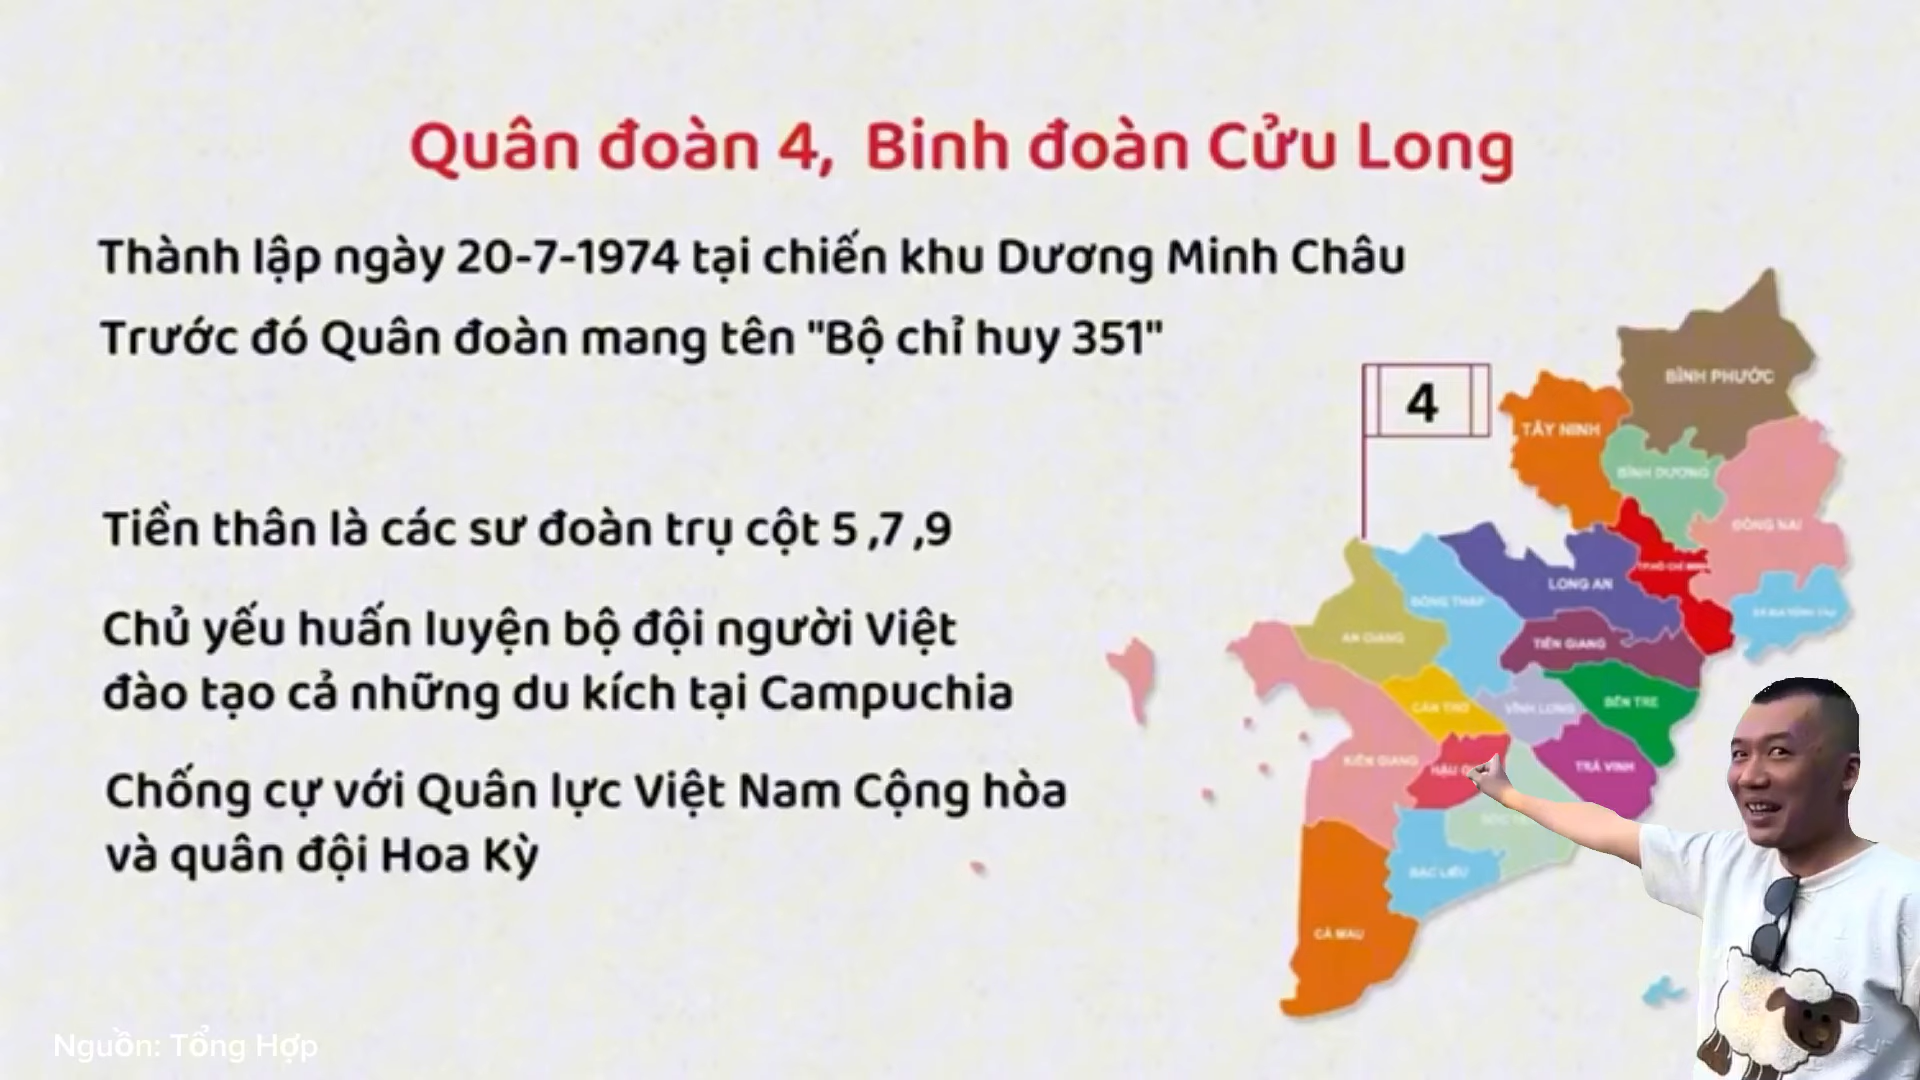 Quân đoàn 4, Binh đoàn Cửu Long
Thành lập ngày 20-7-1974 tại chiến khu Dương Minh Châu
Trước đó Quân đoàn mang tên "Bộ chỉ huy 351"
Tiền thân là các sư đoàn trụ cột 5 ,7 ,9
Chủ yếu huấn luyện bộ đội người Việt
đào tạo cả những du kích tại Campuchia
Chống cự với Quân lực Việt Nam Cộng hòa
và quân đội Hoa Kỳ
4
BÌNH PHƯỚC
TÂY NINH
BÌNH DƯƠNG
ĐỒNG NAI
TP.HỒ CHÍ MINH
LONG AN
ĐỒNG THÁP
AN GIANG
TIỀN GIANG
BẾN TRE
CẦN THƠ
VĨNH LONG
KIÊN GIANG
HẬU
TRÀ VINH
BẠC LIÊU
CÀ MAU
Nguồn: Tổng Hợp